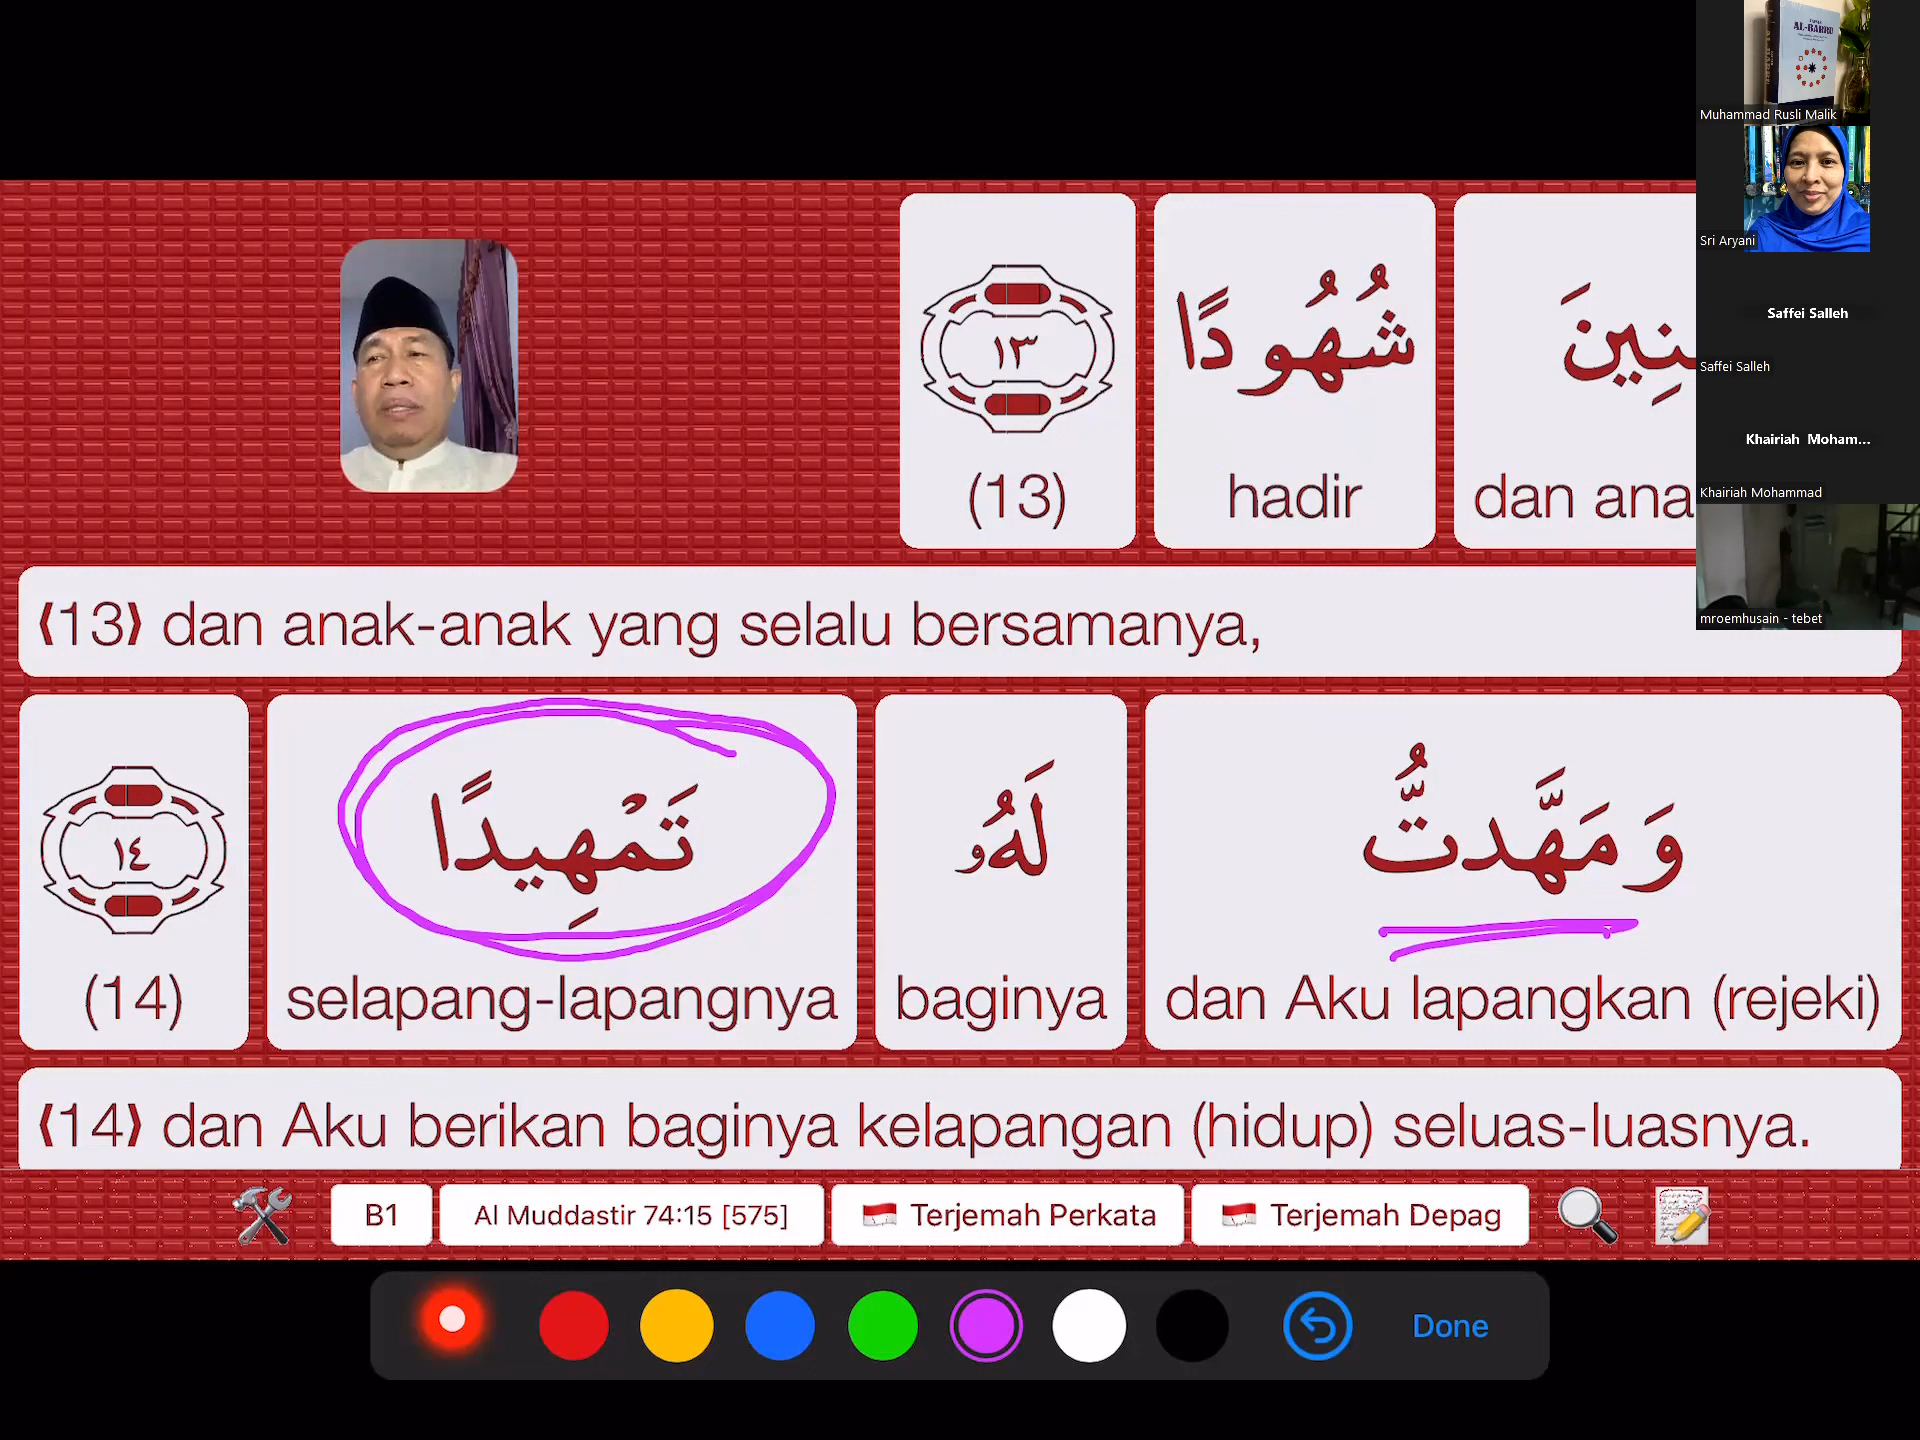 AL-BARRU
Muhammad Rusli Malik
Sri Aryani
Saffei Salleh
Saffei Salleh
Khairiah Moham...
Khairiah Mohammad
mroemhusain - tebet
شُهُودًا ١٣
dan ana hadir (13)
⟨13⟩ dan anak-anak yang selalu bersamanya,
وَمَهَّدتُّ لَهُۥ تَمْهِيدًا ١٤
dan Aku lapangkan (rejeki) baginya selapang-lapangnya (14)
⟨14⟩ dan Aku berikan baginya kelapangan (hidup) seluas-luasnya.
B1 Al Muddastir 74:15 [575] Terjemah Perkata Terjemah Depag
Done